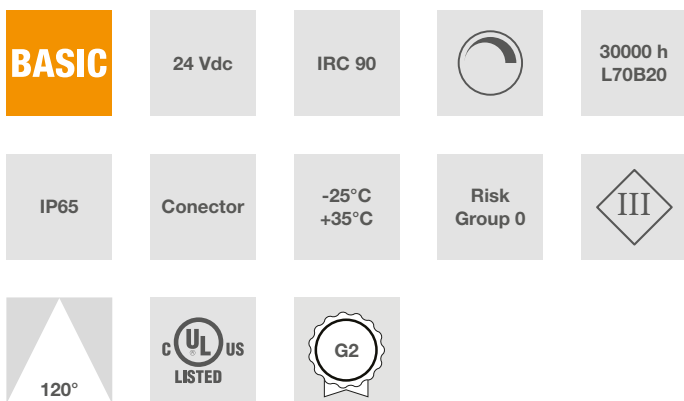 BASIC
24 Vdc
IRC 90
30000 h
L70B20
IP65
Conector
-25°C
+35°C
Risk
Group 0
III
120°
C UL US
®
LISTED
G2